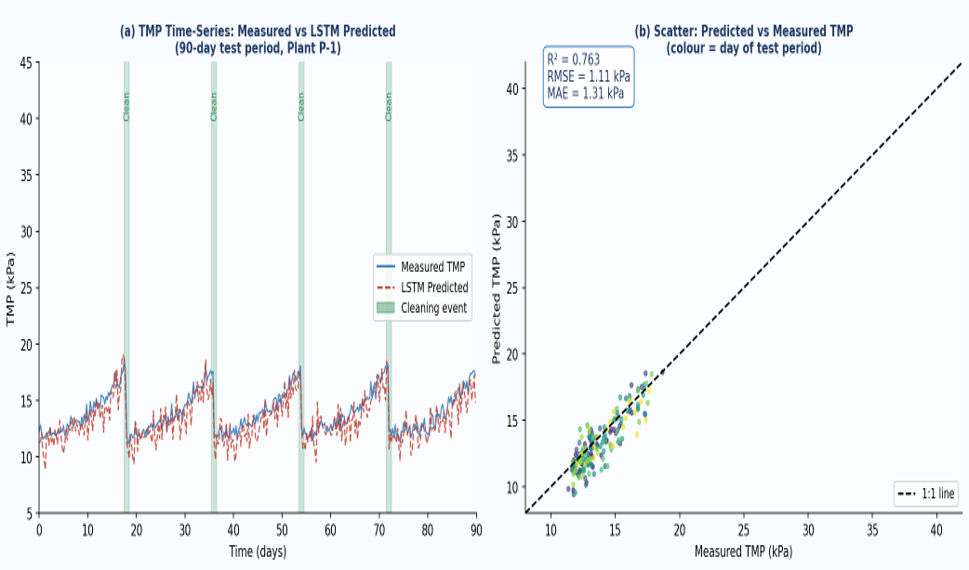 (a) TMP Time-Series: Measured vs LSTM Predicted
(90-day test period, Plant P-1)
45
40
35
30
25
20
15
10
5
TMP (kPa)
Clean
Clean
Clean
Clean
Measured TMP
LSTM Predicted
Cleaning event
0 10 20 30 40 50 60 70 80 90
Time (days)
(b) Scatter: Predicted vs Measured TMP
(colour = day of test period)
R² = 0.763
RMSE = 1.11 kPa
MAE = 1.31 kPa
40
35
30
25
20
15
10
Predicted TMP (kPa)
1:1 line
10 15 20 25 30 35 40
Measured TMP (kPa)